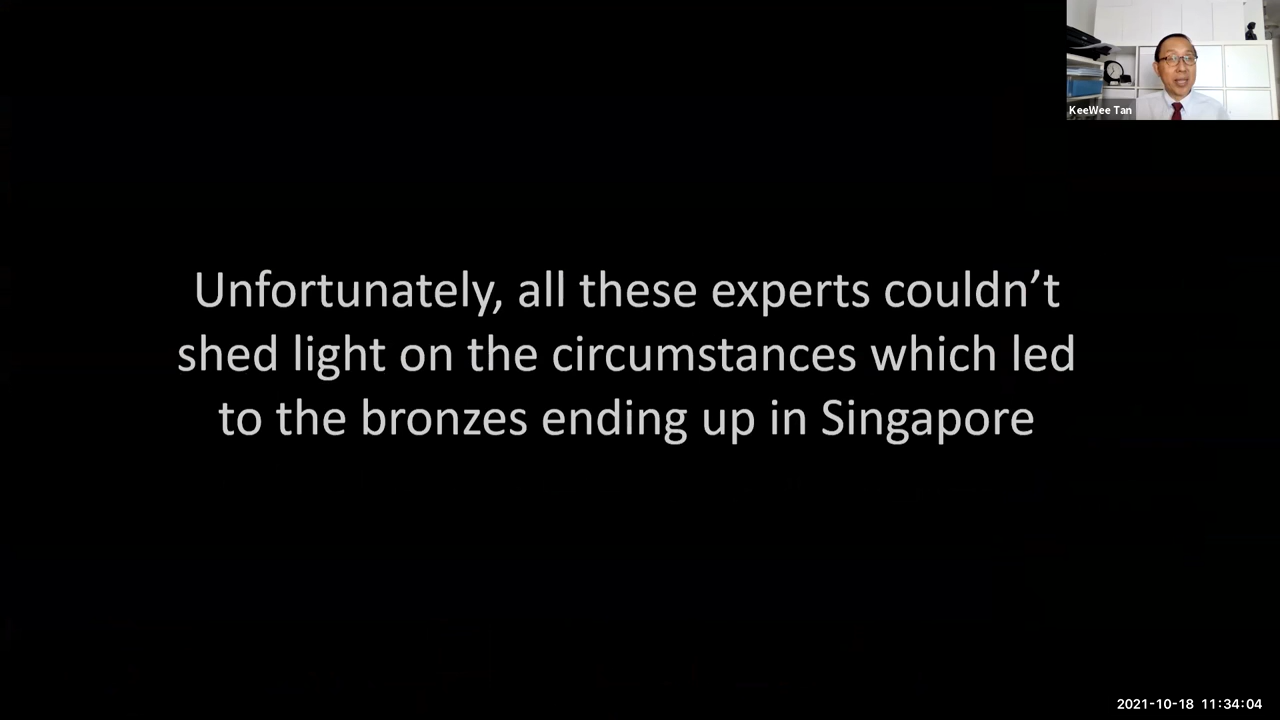 KeeWee Tan
Unfortunately, all these experts couldn’t
shed light on the circumstances which led
to the bronzes ending up in Singapore
2021-10-18 11:34:04